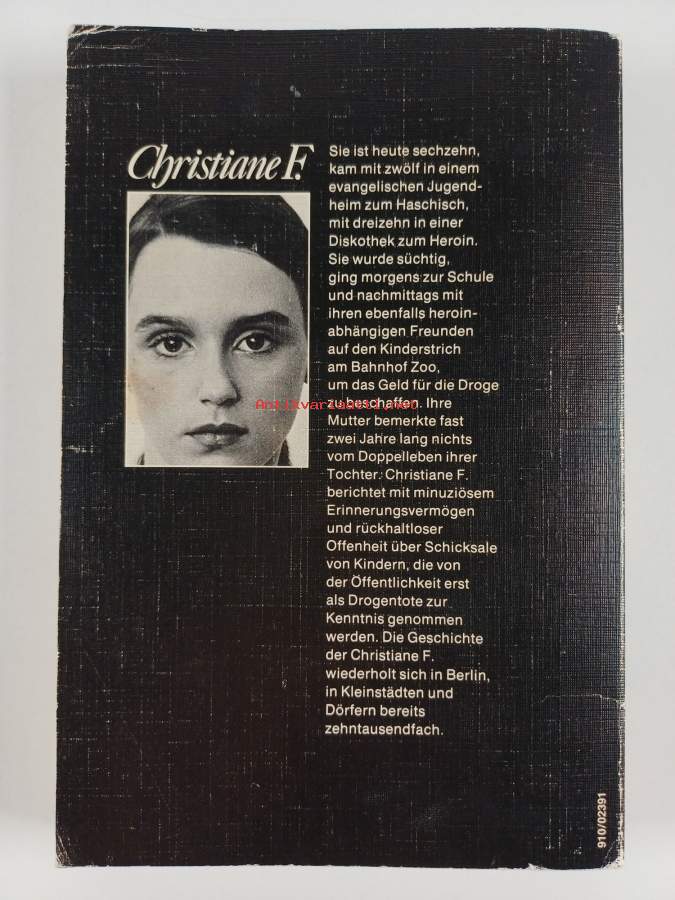 Christiane F.
Sie ist heute sechzehn,
kam mit zwölf in einem
evangelischen Jugend-
heim zum Haschisch,
mit dreizehn in einer
Diskothek zum Heroin.
Sie wurde süchtig,
ging morgens zur Schule
und nachmittags mit
ihren ebenfalls heroin-
abhängigen Freunden
auf den Kinderstrich
am Bahnhof Zoo,
um das Geld für die Droge
zu beschaffen. Ihre
Mutter bemerkte fast
zwei Jahre lang nichts
vom Doppelleben ihrer
Tochter. Christiane F.
berichtet mit minuziösem
Erinnerungsvermögen
und rückhaltloser
Offenheit über Schicksale
von Kindern, die von
der Öffentlichkeit erst
als Drogentote zur
Kenntnis genommen
werden. Die Geschichte
der Christiane F.
wiederholt sich in Berlin,
in Kleinstädten und
Dörfern bereits
zehntausendfach.
Antikvariaatti.net
910/02391